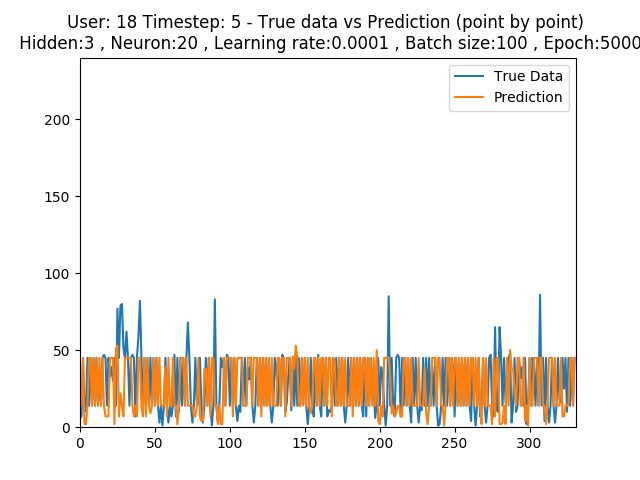 User: 18 Timestep: 5 - True data vs Prediction (point by point)
Hidden:3 , Neuron:20 , Learning rate:0.0001 , Batch size:100 , Epoch:5000
True Data
Prediction
200
150
100
50
0
0 50 100 150 200 250 300